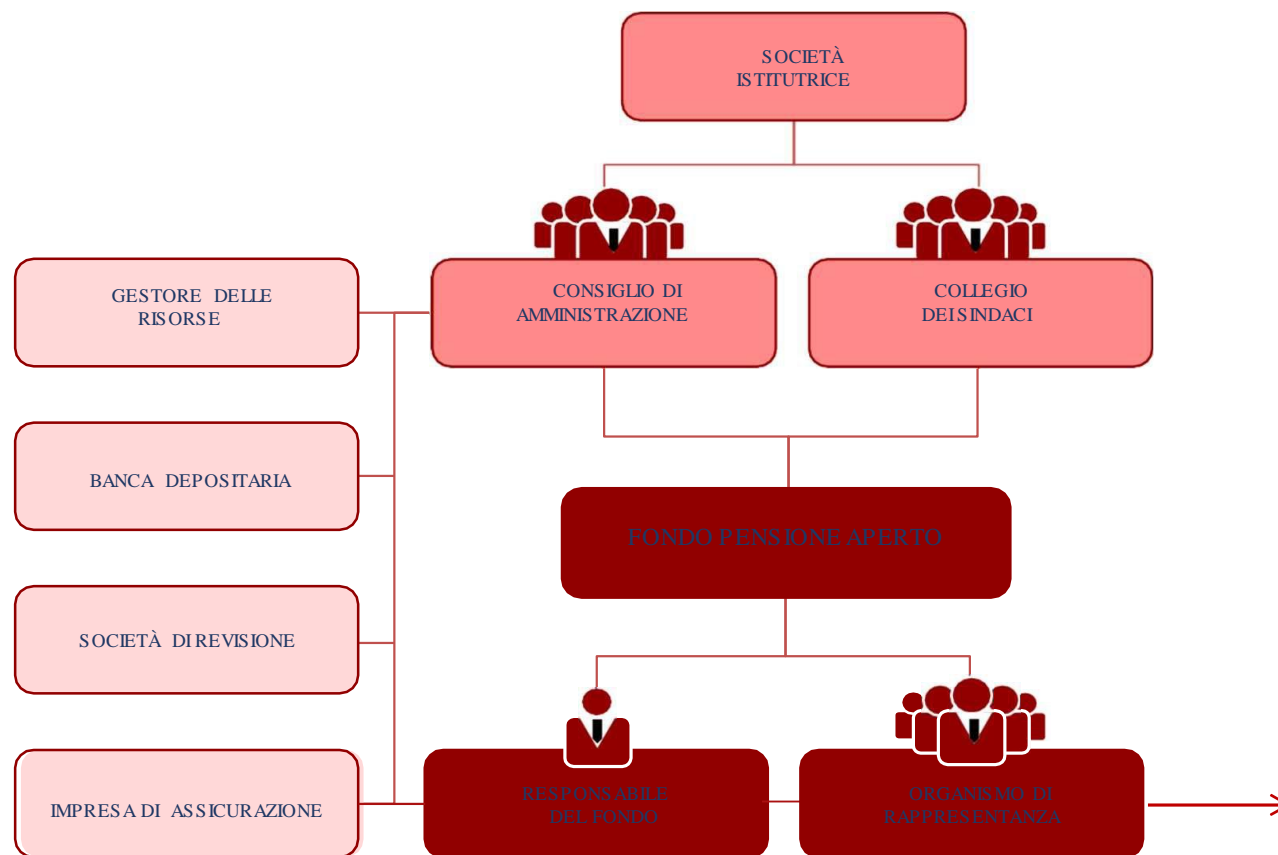 SOCIETÀ
ISTITUTRICE
CONSIGLIO DI
AMMINISTRAZIONE
COLLEGIO
DEI SINDACI
GESTORE DELLE
RISORSE
BANCA DEPOSITARIA
FONDO PENSIONE APERTO
SOCIETÀ DI REVISIONE
IMPRESA DI ASSICURAZIONE
RESPONSABILE
DEL FONDO
ORGANISMO DI
RAPPRESENTANZA